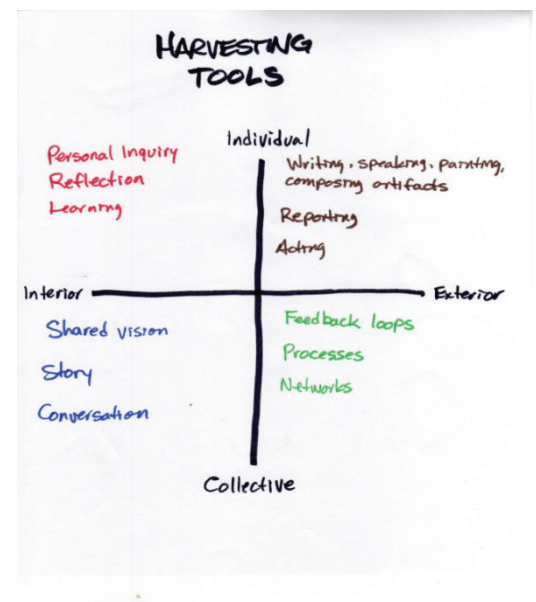 HARVESTING
TOOLS
Individual
Personal Inquiry
Reflection
Learning
Writing, speaking, painting,
composing artifacts
Reporting
Acting
Interior
Exterior
Shared vision
Story
Conversation
Feedback loops
Processes
Networks
Collective